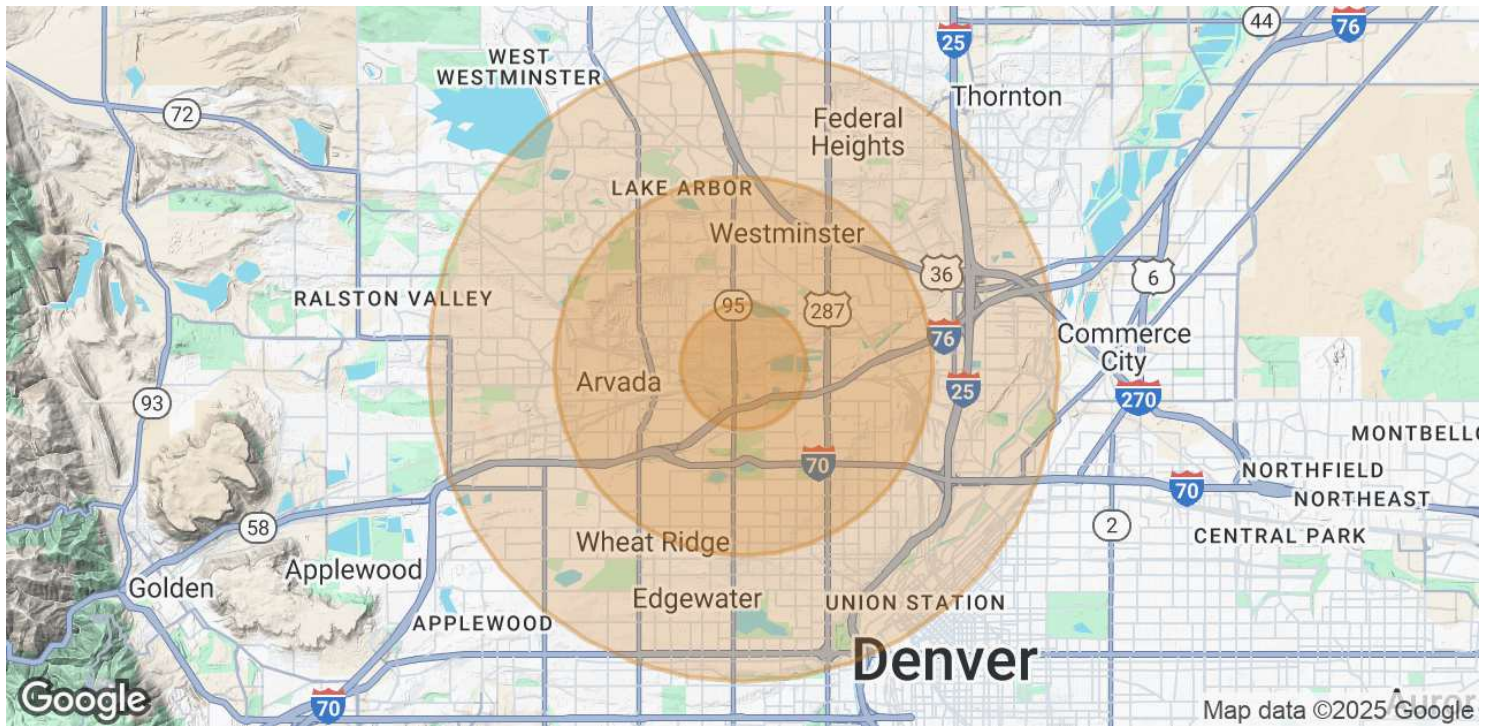 44
76
25
WEST
WESTMINSTER
Thornton
72
Federal
Heights
LAKE ARBOR
Westminster
36
6
RALSTON VALLEY
95
287
76
Commerce
City
Arvada
25
270
93
MONTBELLO
70
NORTHFIELD
70
NORTHEAST
58
2
CENTRAL PARK
Wheat Ridge
Applewood
Golden
Edgewater
UNION STATION
APPLEWOOD
Denver
Google
70
Map data ©2025 Google